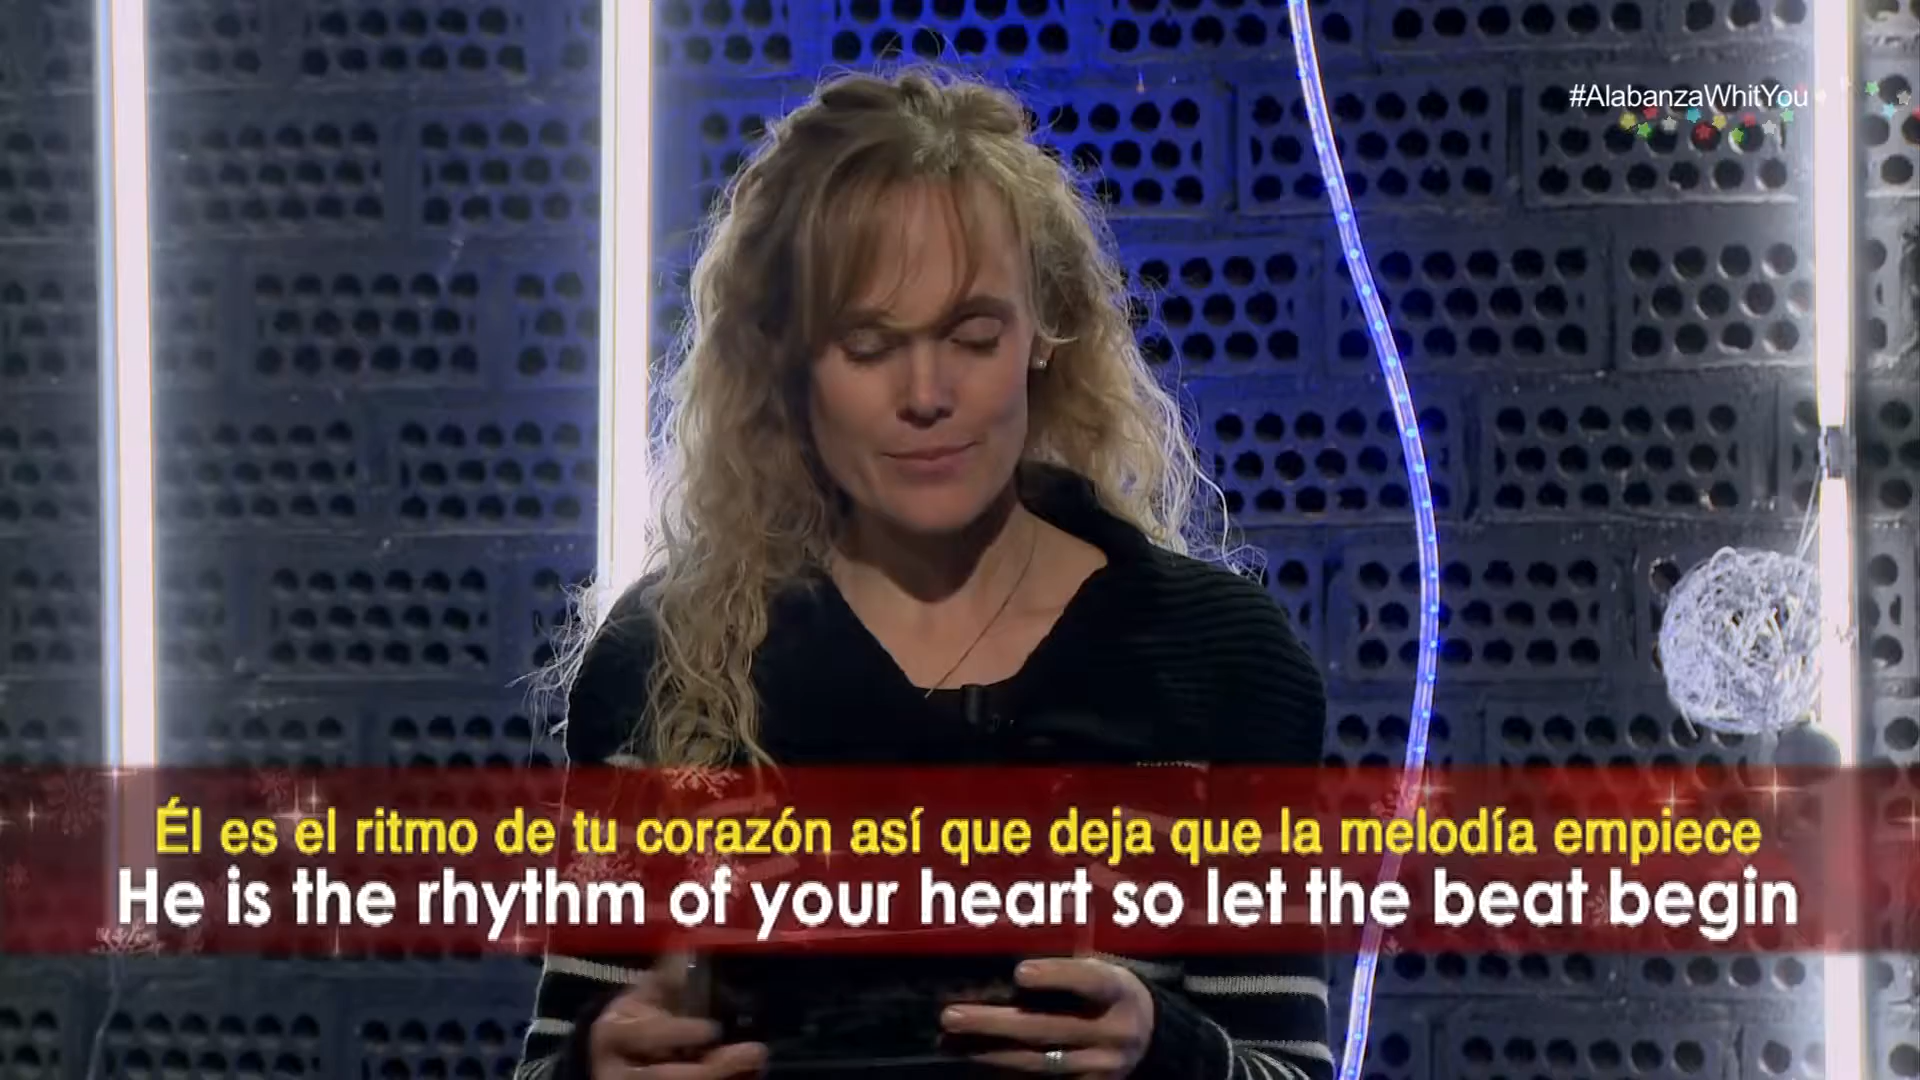 #AlabanzaWhitYou
Él es el ritmo de tu corazón así que deja que la melodía empiece
He is the rhythm of your heart so let the beat begin